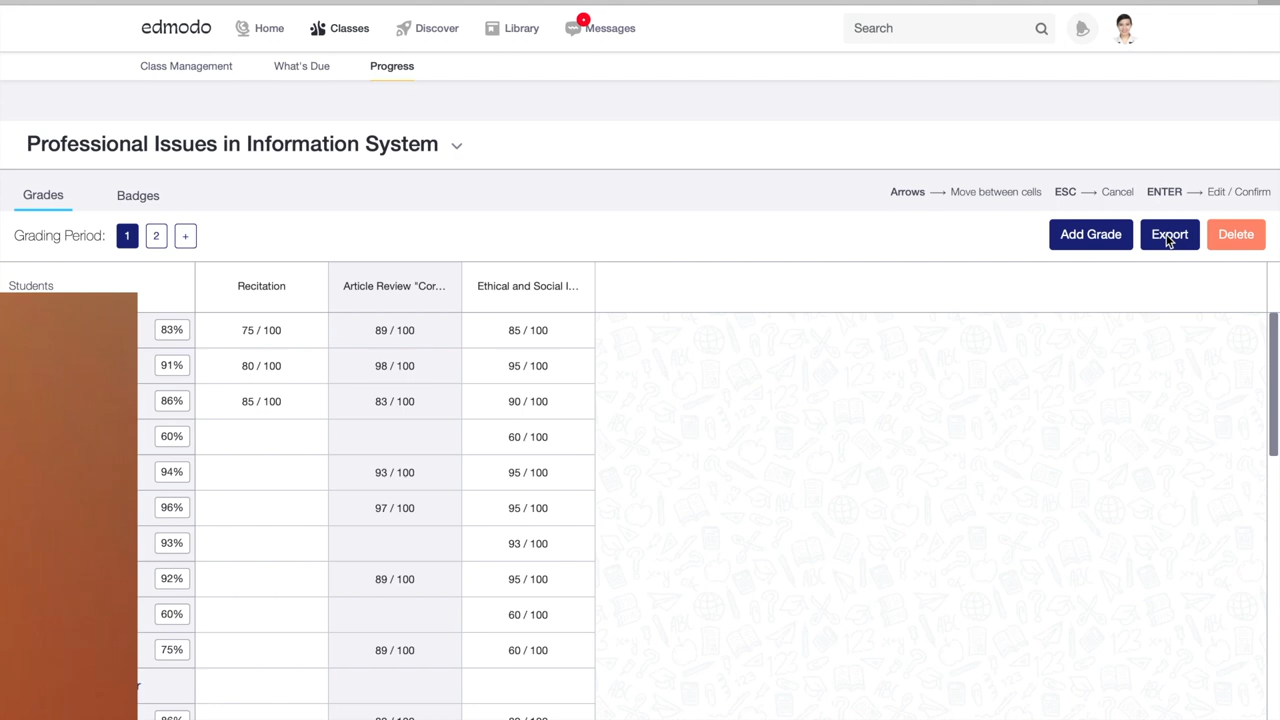 edmodo Home Classes Discover Library Messages Search
Class Management What's Due Progress
Professional Issues in Information System
Grades Badges Arrows → Move between cells ESC → Cancel ENTER → Edit / Confirm
Grading Period: 1 2 + Add Grade Export Delete
Students Recitation Article Review "Cor... Ethical and Social I...
83% 75 / 100 89 / 100 85 / 100
91% 80 / 100 98 / 100 95 / 100
86% 85 / 100 83 / 100 90 / 100
60% 60 / 100
94% 93 / 100 95 / 100
96% 97 / 100 95 / 100
93% 93 / 100
92% 89 / 100 95 / 100
60% 60 / 100
75% 89 / 100 60 / 100